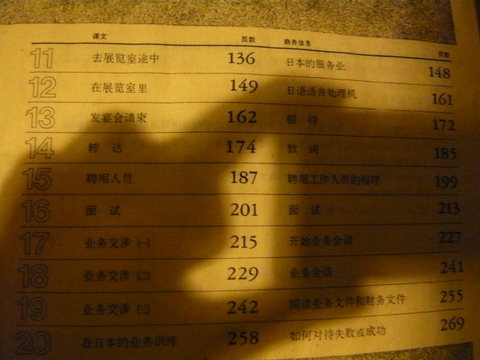 课文 页数 商务信息 页数
11 去展览室途中 136 日本的服务业 148
12 在展览室里 149 日语语言处理机 161
13 发宴会请柬 162 招待 172
14 转达 174 致词 185
15 聘用人员 187 聘用工作人员的程序 199
16 面试 201 面试 213
17 业务交涉 (一) 215 开始业务会谈 227
18 业务交涉 (二) 229 业务会谈 241
19 业务交涉 (三) 242 阅读业务文件和财务文件 255
20 在日本的业务训练 258 如何对待失败或成功 269